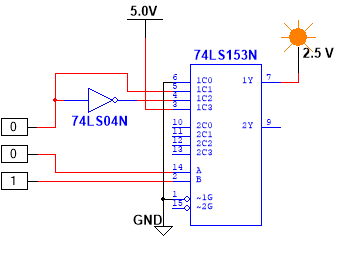 5.0V
74LS153N
2.5 V
6 1C0 1Y 7
5 1C1
4 1C2
3 1C3
74LS04N
0
10 2C0 2Y 9
11 2C1
12 2C2
13 2C3
0
14 A
1
2 B
1 ~1G
15 ~2G
GND